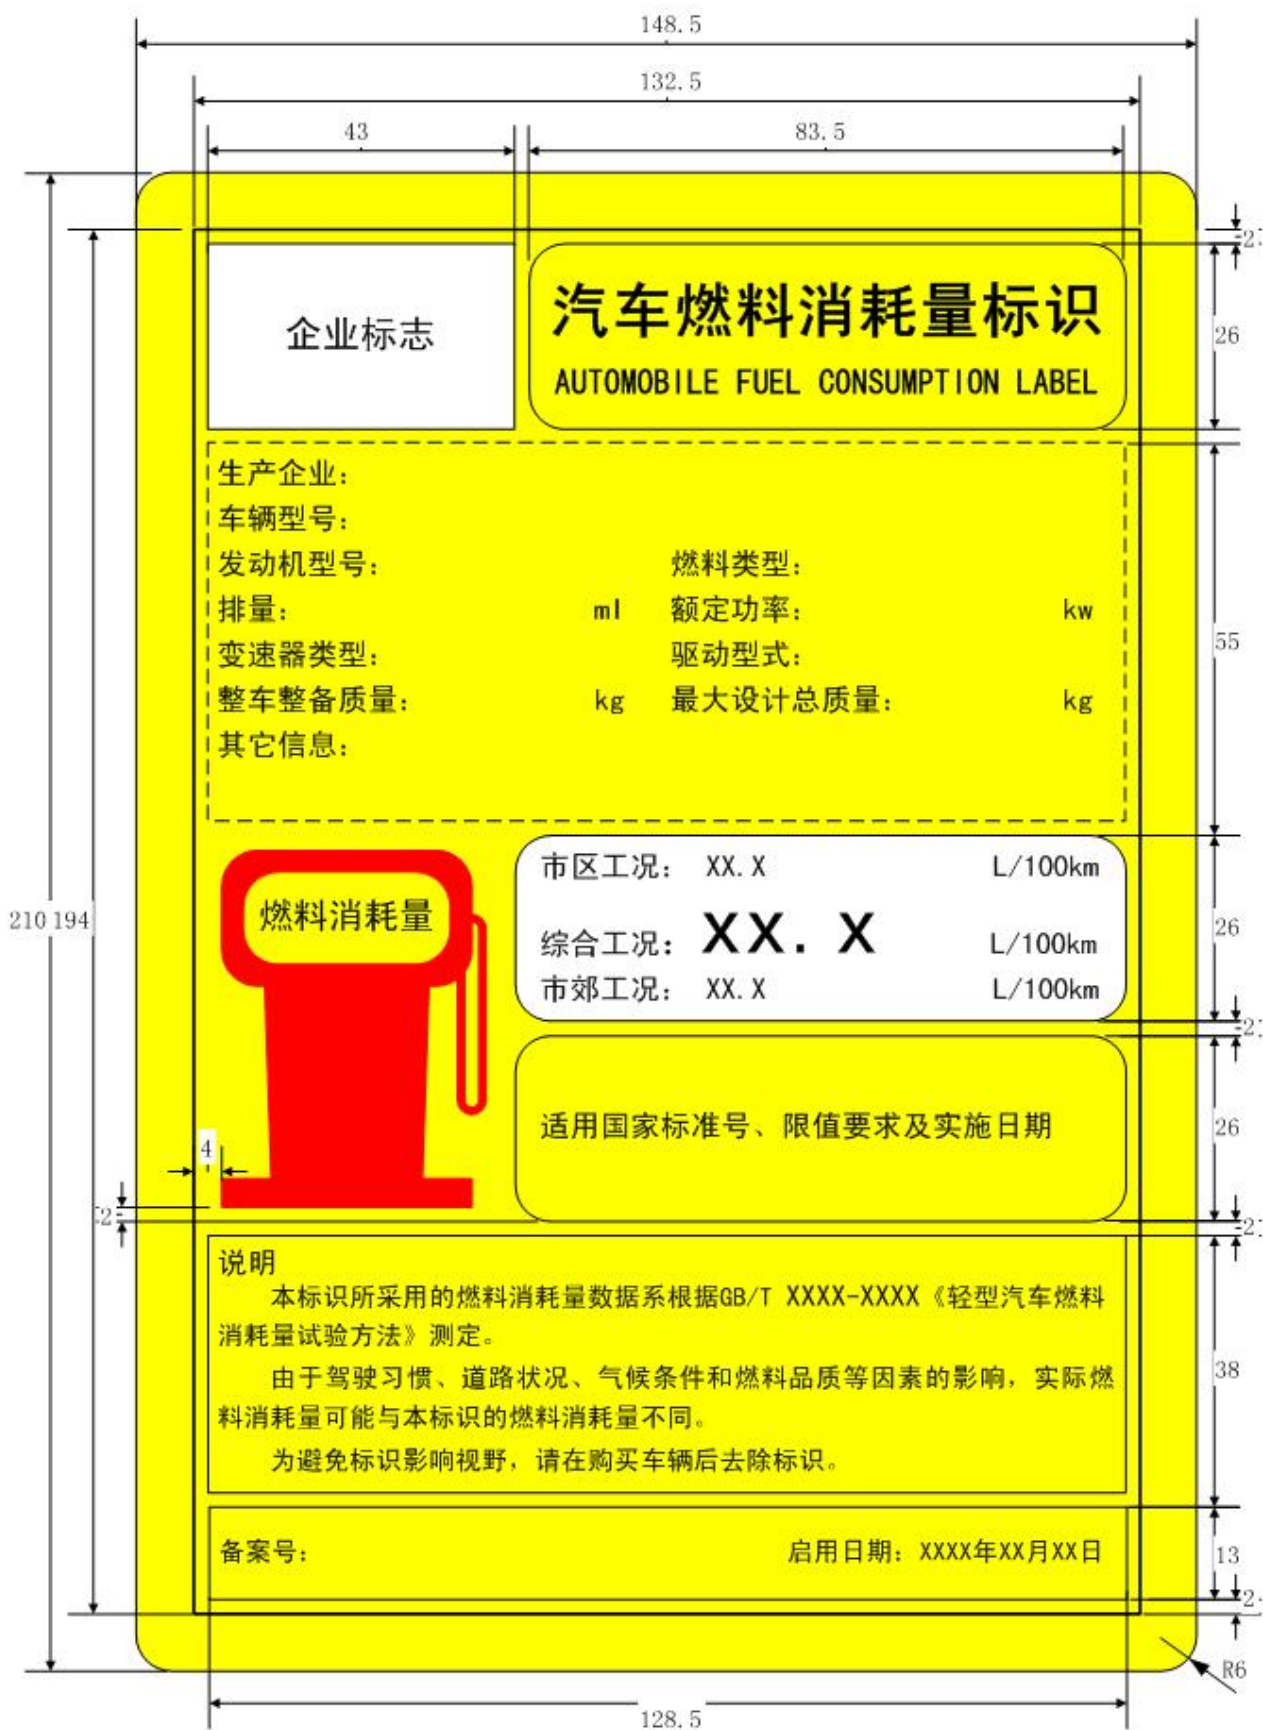 148.5
132.5
43
83.5
2
企业标志
汽车燃料消耗量标识
AUTOMOBILE FUEL CONSUMPTION LABEL
26
生产企业：
车辆型号：
发动机型号： 燃料类型：
排量： ml 额定功率： kw
变速器类型： 驱动型式：
整车整备质量： kg 最大设计总质量： kg
其它信息：
55
210 194
燃料消耗量
市区工况： XX.X L/100km
综合工况： XX.X L/100km
市郊工况： XX.X L/100km
26
2
适用国家标准号、限值要求及实施日期
26
4
2
2
说明
本标识所采用的燃料消耗量数据系根据GB/T XXXX-XXXX《轻型汽车燃料
消耗量试验方法》测定。
由于驾驶习惯、道路状况、气候条件和燃料品质等因素的影响，实际燃
料消耗量可能与本标识的燃料消耗量不同。
为避免标识影响视野，请在购买车辆后去除标识。
38
备案号： 启用日期：XXXX年XX月XX日
13
2
R6
128.5